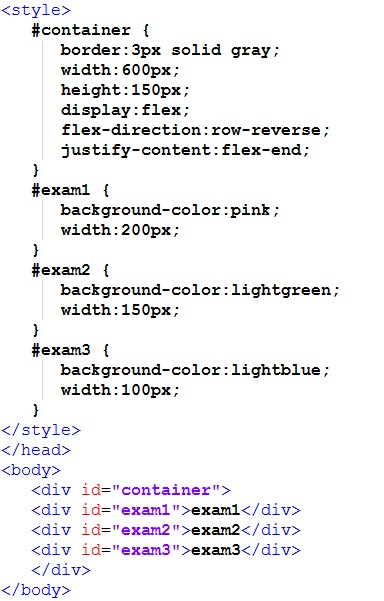 <style>
#container {
border:3px solid gray;
width:600px;
height:150px;
display:flex;
flex-direction:row-reverse;
justify-content:flex-end;
}
#exam1 {
background-color:pink;
width:200px;
}
#exam2 {
background-color:lightgreen;
width:150px;
}
#exam3 {
background-color:lightblue;
width:100px;
}
</style>
</head>
<body>
<div id="container">
<div id="exam1">exam1</div>
<div id="exam2">exam2</div>
<div id="exam3">exam3</div>
</div>
</body>